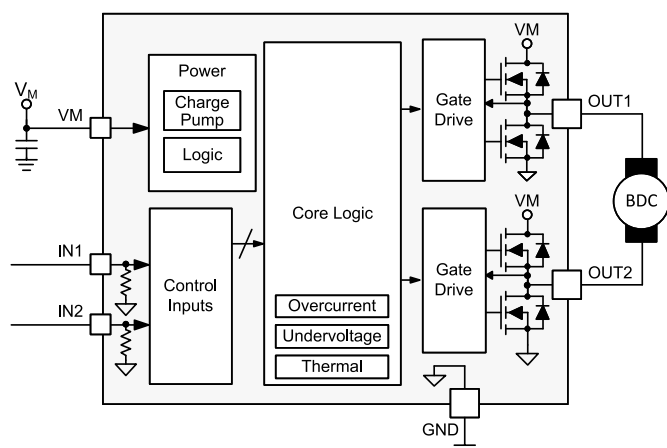 VM
Power
Charge
Pump
Logic
VM
VM
Gate
Drive
OUT1
Core Logic
BDC
IN1
Control
Inputs
IN2
VM
Gate
Drive
OUT2
Overcurrent
Undervoltage
Thermal
GND